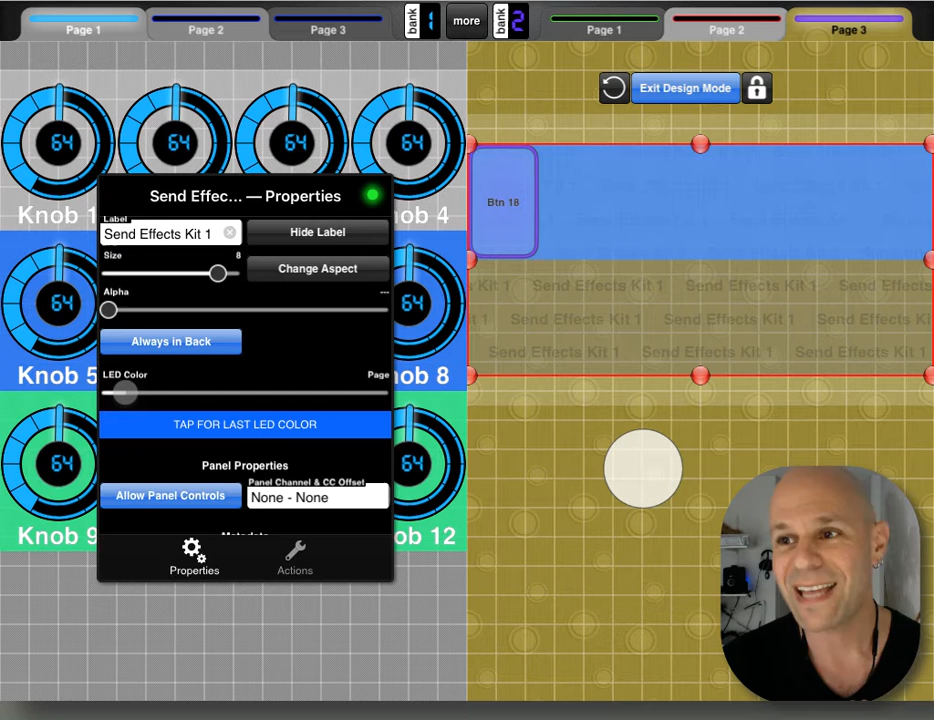 Page 1
Page 2
Page 3
bank
1
more
bank
2
Page 1
Page 2
Page 3
Exit Design Mode
64
64
64
64
Knob 1
ob 4
Send Effec... — Properties
Label
Send Effects Kit 1
Hide Label
Size
8
Change Aspect
Alpha
---
Always in Back
LED Color
Page
TAP FOR LAST LED COLOR
Panel Properties
Allow Panel Controls
Panel Channel & CC Offset
None - None
Metadata
Properties
Actions
64
64
Knob 5
ob 8
64
64
Knob 9
ob 12
Btn 18
s Kit 1 Send Effects Kit 1 Send Effects Kit 1 Send
t 1 Send Effects Kit 1 Send Effects Kit 1 Send Effects Ki
Send Effects Kit 1 Send Effects Kit 1 Send Effects Kit 1